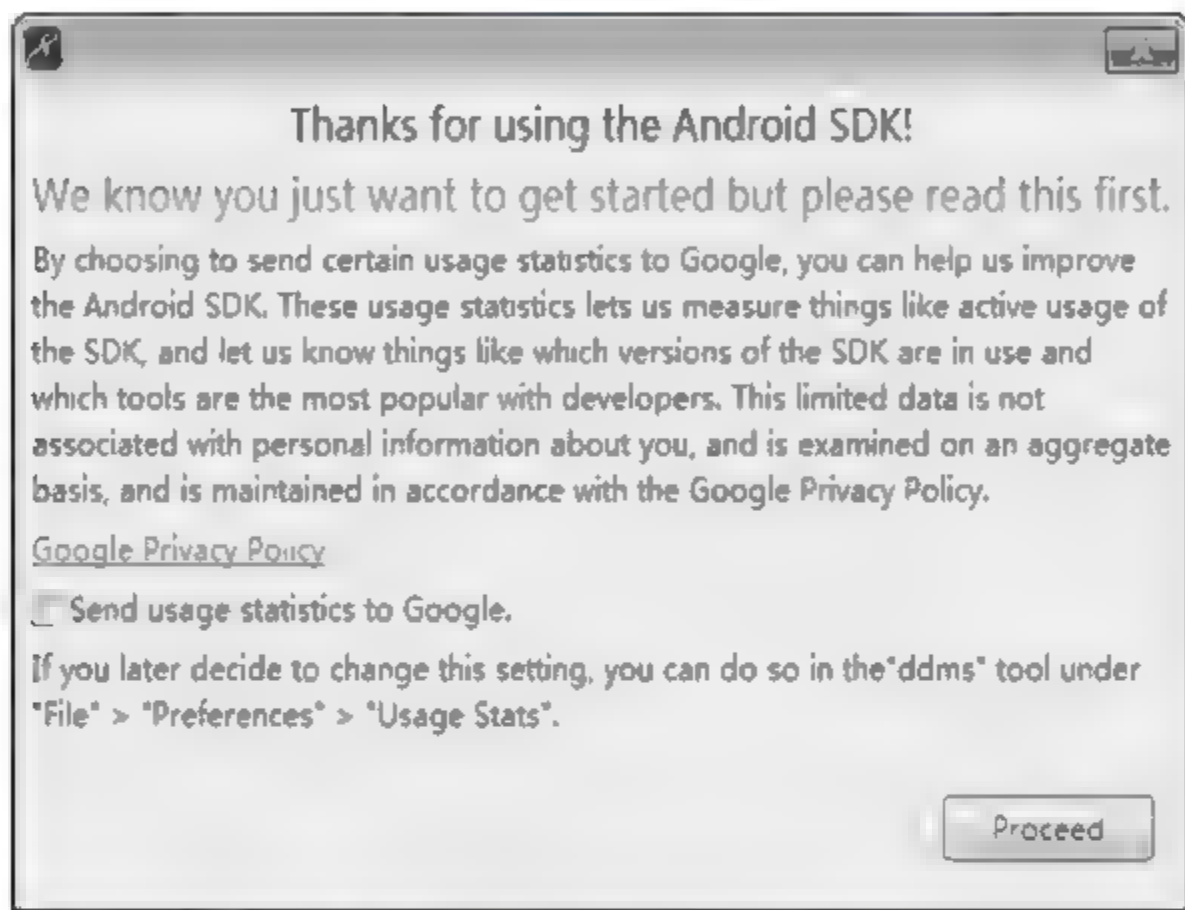 Thanks for using the Android SDK!
We know you just want to get started but please read this first.
By choosing to send certain usage statistics to Google, you can help us improve
the Android SDK. These usage statistics lets us measure things like active usage of
the SDK, and let us know things like which versions of the SDK are in use and
which tools are the most popular with developers. This limited data is not
associated with personal information about you, and is examined on an aggregate
basis, and is maintained in accordance with the Google Privacy Policy.
Google Privacy Policy
Send usage statistics to Google.
If you later decide to change this setting, you can do so in the"ddms" tool under
"File" > "Preferences" > "Usage Stats".
Proceed